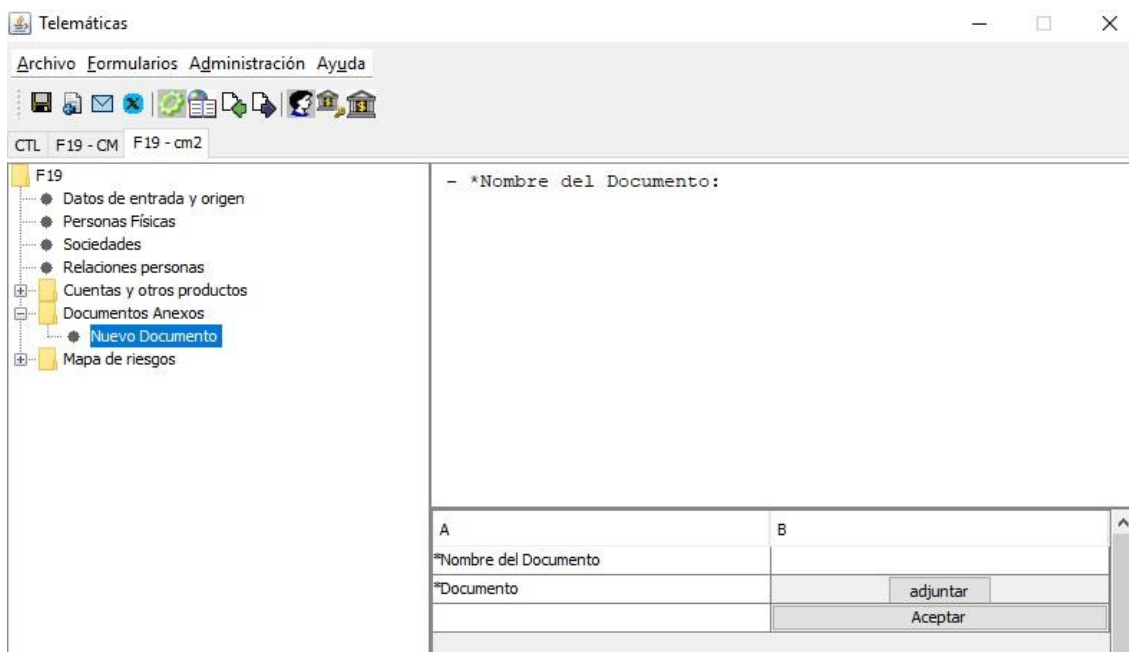 Telemáticas
Archivo Formularios Administración Ayuda
CTL F19 - CM F19 - cm2
F19
Datos de entrada y origen
Personas Físicas
Sociedades
Relaciones personas
Cuentas y otros productos
Documentos Anexos
Nuevo Documento
Mapa de riesgos
- *Nombre del Documento:
A B
*Nombre del Documento
*Documento adjuntar
Aceptar